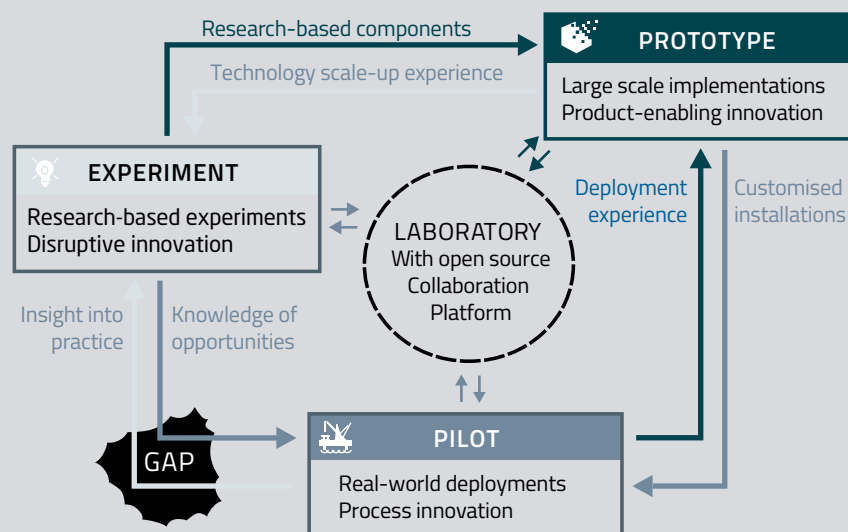 Research-based components
Technology scale-up experience
PROTOTYPE
Large scale implementations
Product-enabling innovation
EXPERIMENT
Research-based experiments
Disruptive innovation
LABORATORY
With open source
Collaboration
Platform
Deployment
experience
Customised
installations
Insight into
practice
Knowledge of
opportunities
GAP
PILOT
Real-world deployments
Process innovation